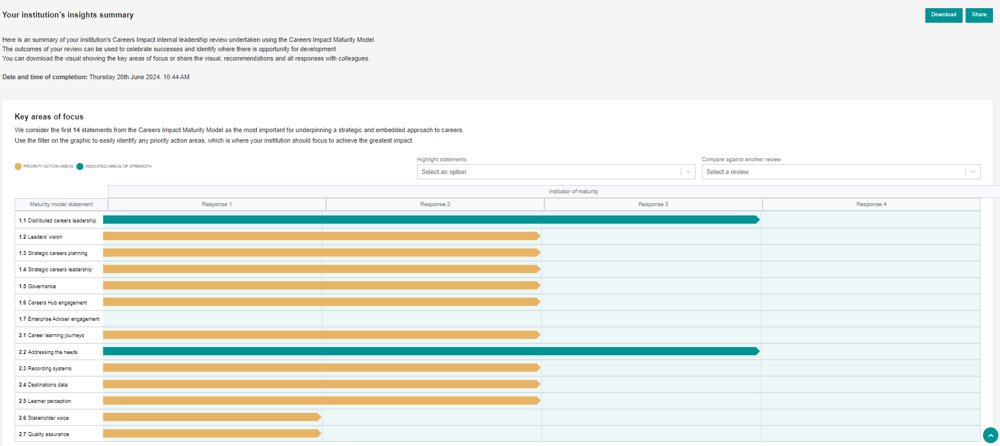 Your institution's insights summary
Download
Share
Here is an summary of your institution's Careers Impact internal leadership review undertaken using the Careers Impact Maturity Model.
The outcomes of your review can be used to celebrate successes and identify where there is opportunity for development.
You can download the visual showing the key areas of focus or share the visual, recommendations and all responses with colleagues.
Date and time of completion: Thursday 20th June 2024. 10:44 AM
Key areas of focus
We consider the first 14 statements from the Careers Impact Maturity Model as the most important for underpinning a strategic and embedded approach to careers.
Use the filter on the graphic to easily identify any priority action areas, which is where your institution should focus to achieve the greatest impact.
PRIORITY ACTION AREAS
INDICATED AREAS OF STRENGTH
Highlight statements
Select an option
Compare against another review
Select a review
Indicator of maturity
Maturity model statement
Response 1
Response 2
Response 3
Response 4
1.1 Distributed careers leadership
1.2 Leaders' vision
1.3 Strategic careers planning
1.4 Strategic careers leadership
1.5 Governance
1.6 Careers Hub engagement
1.7 Enterprise Adviser engagement
2.1 Career learning journeys
2.2 Addressing the needs
2.3 Recording systems
2.4 Destinations data
2.5 Learner perception
2.6 Stakeholder voice
2.7 Quality assurance